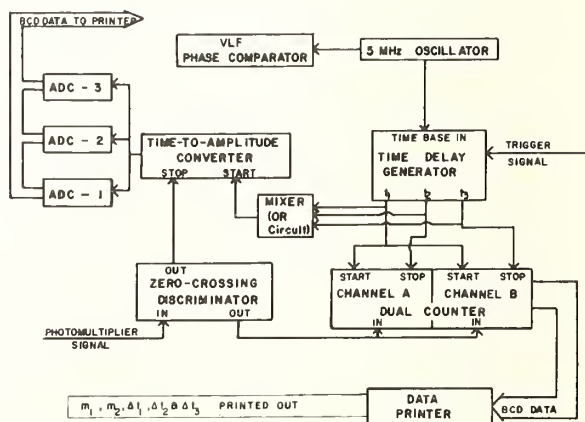 BCD DATA TO PRINTER
VLF
PHASE COMPARATOR
5 MHz OSCILLATOR
ADC - 3
ADC - 2
ADC - 1
TIME-TO-AMPLITUDE
CONVERTER
STOP START
TIME BASE IN
TIME DELAY
GENERATOR
TRIGGER
SIGNAL
MIXER
(OR
Circuit)
START STOP START STOP
CHANNEL A CHANNEL B
DUAL COUNTER
IN IN
OUT
ZERO-CROSSING
DISCRIMINATOR
IN OUT
PHOTOMULTIPLIER
SIGNAL
m1, m2, Δt1, Δt2 & Δt3 PRINTED OUT
DATA
PRINTER
BCD DATA